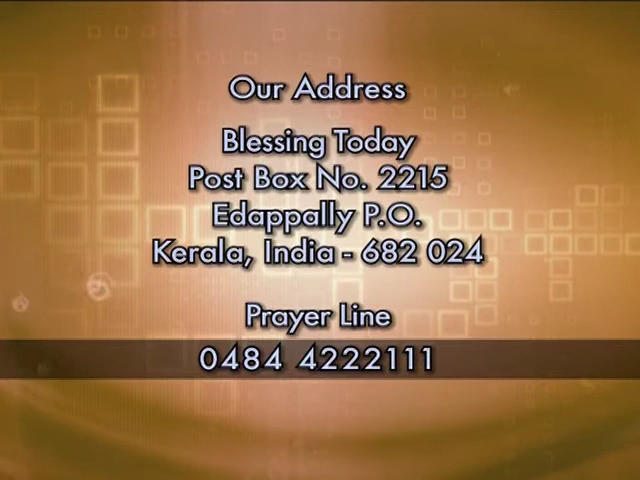 Our Address
Blessing Today
Post Box No. 2215
Edappally P.O.
Kerala, India - 682 024
Prayer Line
0484 4222111